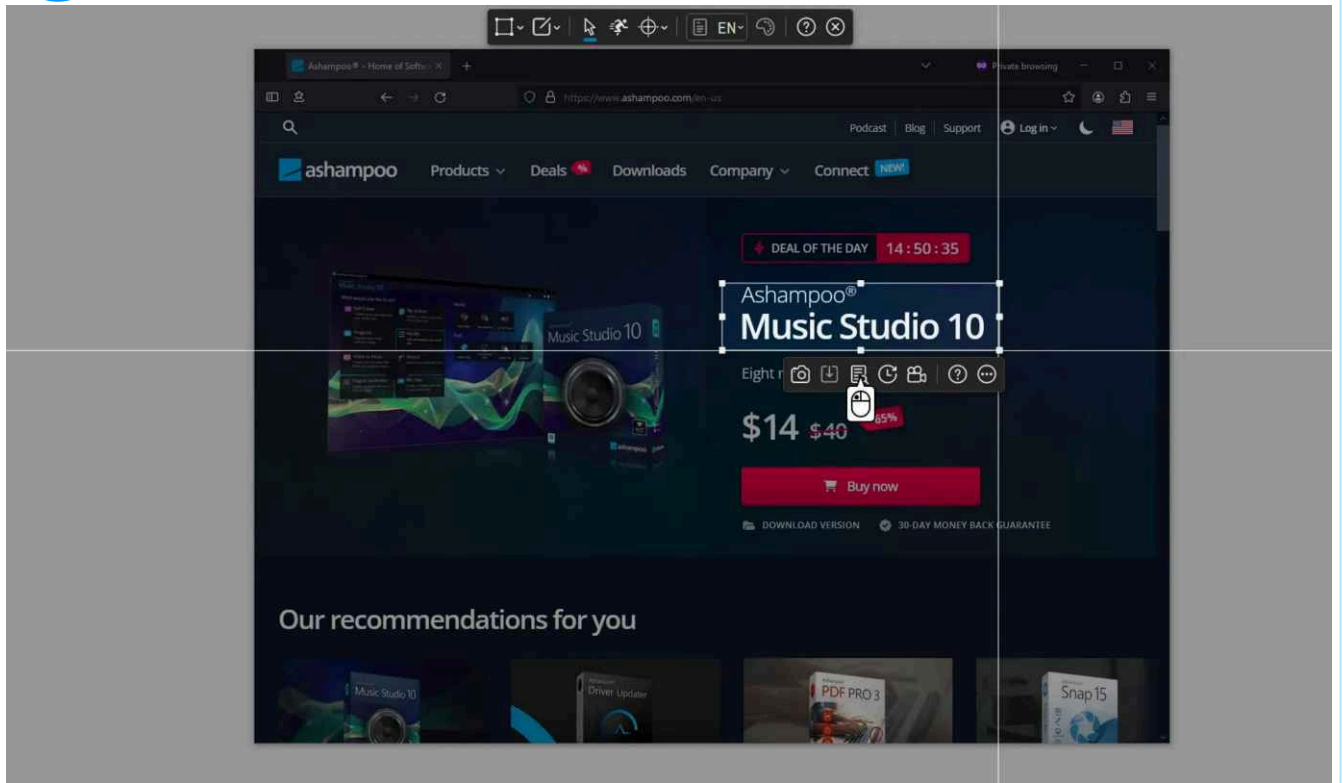 EN
Ashampoo® - Home of Softw
Private browsing
https://www.ashampoo.com/en-us
Podcast Blog Support Log in
ashampoo Products Deals % Downloads Company Connect NEW!
DEAL OF THE DAY 14:50:35
Ashampoo®
Music Studio 10
Music Studio 10
Eight
$14 $40 65%
Buy now
DOWNLOAD VERSION 30-DAY MONEY BACK GUARANTEE
Our recommendations for you
Music Studio 10
Driver Updater
PDF PRO 3
Snap 15